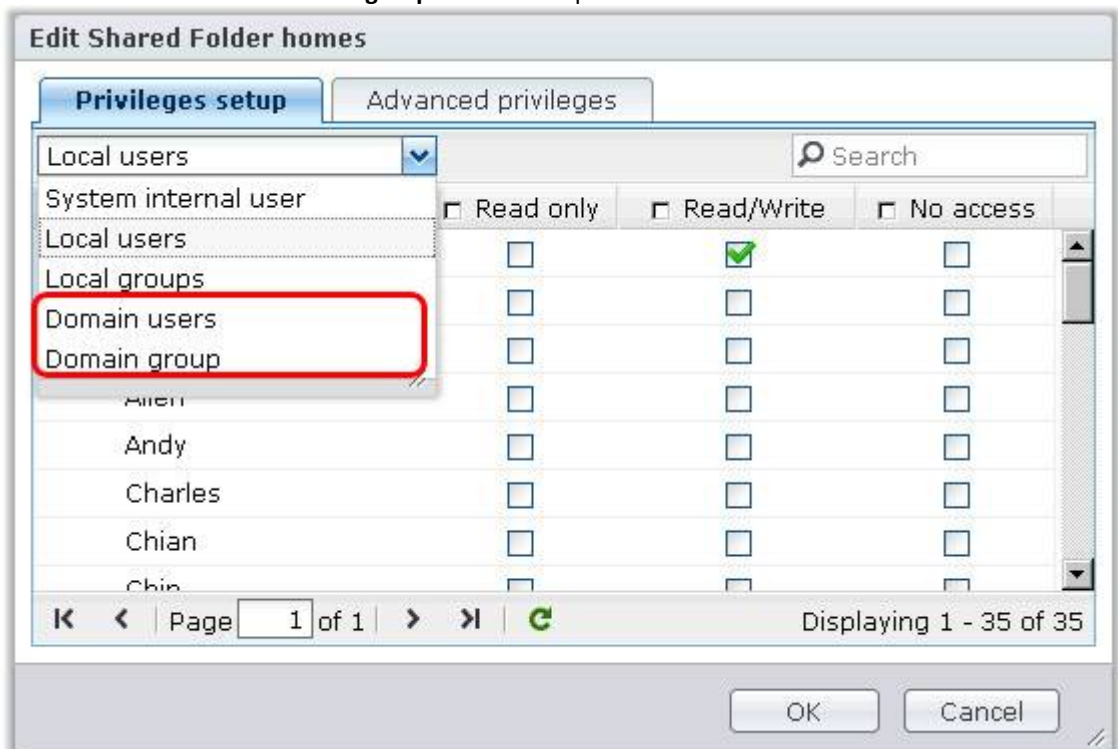 Edit Shared Folder homes
Privileges setup Advanced privileges
Local users Search
System internal user
Read only Read/Write No access
Local users
Local groups
Domain users
Domain group
Allen
Andy
Charles
Chian
Chin
Page 1 of 1 Displaying 1 - 35 of 35
OK Cancel